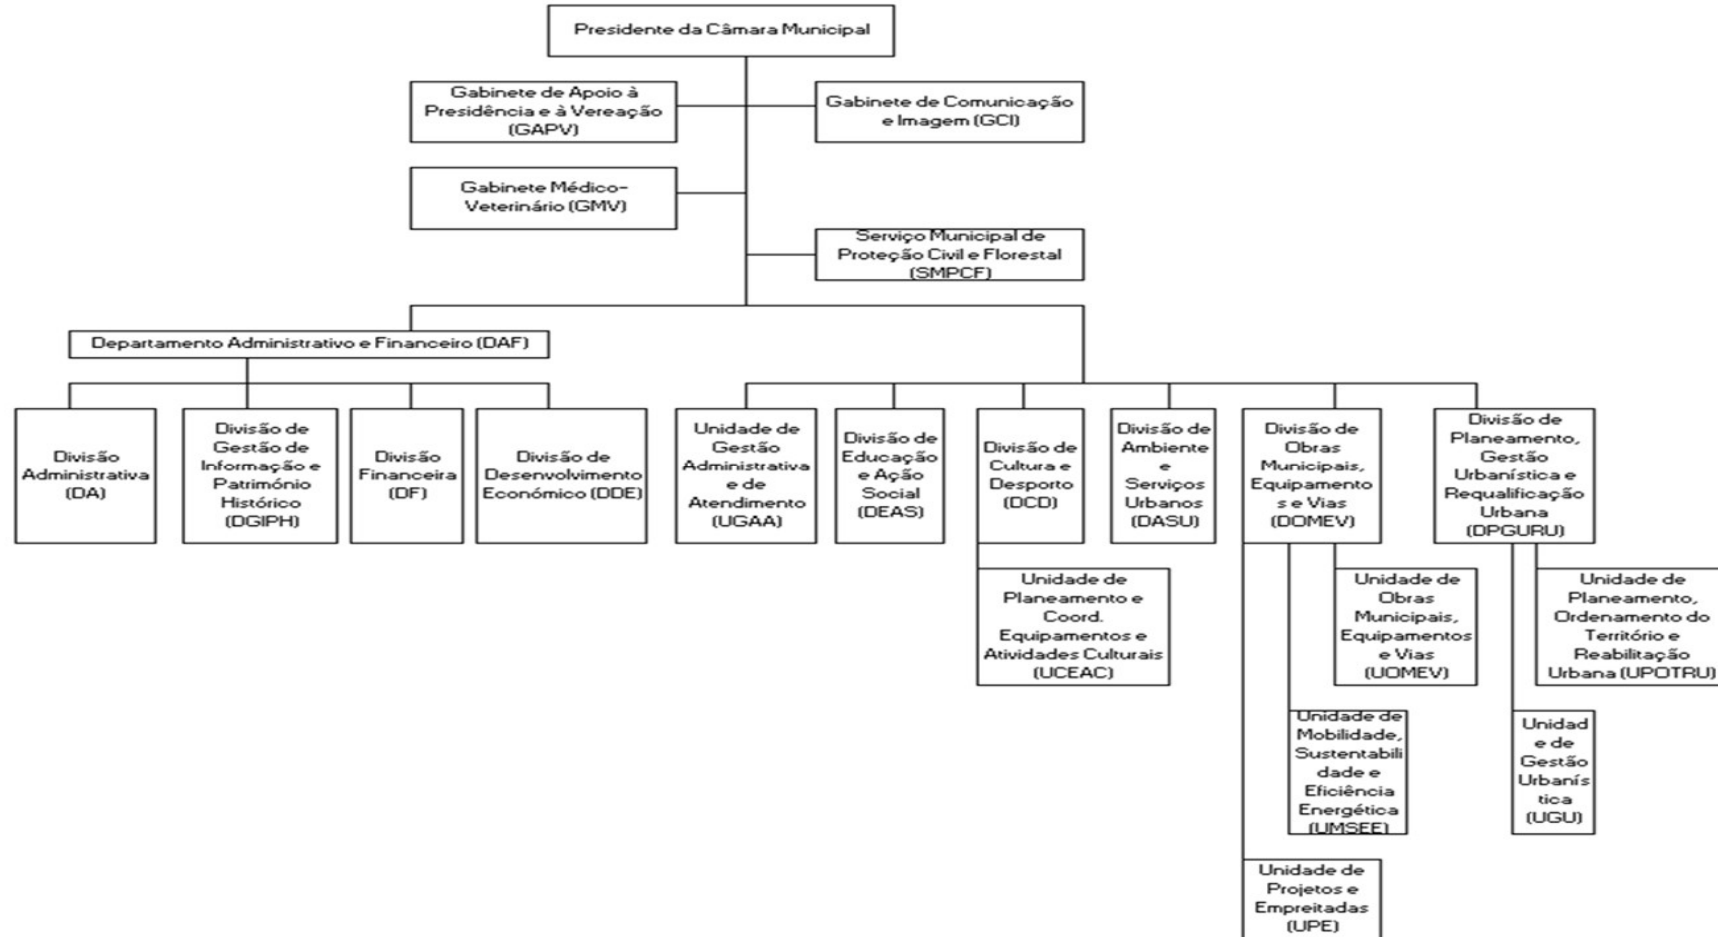 Presidente da Câmara Municipal
Gabinete de Apoio à
Presidência e à Vereação
(GAPV)
Gabinete de Comunicação
e Imagem (GCI)
Gabinete Médico-
Veterinário (GMV)
Serviço Municipal de
Proteção Civil e Florestal
(SMPCF)
Departamento Administrativo e Financeiro (DAF)
Divisão
Administrativa
(DA)
Divisão de
Gestão de
Informação e
Património
Histórico
(DGIPH)
Divisão
Financeira
(DF)
Divisão de
Desenvolvimento
Económico (DDE)
Unidade de
Gestão
Administrativa
e de
Atendimento
(UGAA)
Divisão de
Educação
e Ação
Social
(DEAS)
Divisão de
Cultura e
Desporto
(DCD)
Divisão de
Ambiente
e
Serviços
Urbanos
(DASU)
Divisão de
Obras
Municipais,
Equipamento
s e Vias
(DOMEV)
Divisão de
Planeamento,
Gestão
Urbanística e
Requalificação
Urbana
(DPGURU)
Unidade de
Planeamento e
Coord.
Equipamentos e
Atividades Culturais
(UCEAC)
Unidade de
Obras
Municipais,
Equipamentos
e Vias
(UOMEV)
Unidade de
Planeamento,
Ordenamento do
Território e
Reabilitação
Urbana (UPOTRU)
Unidade de
Mobilidade,
Sustentabili
dade e
Eficiência
Energética
(UMSEE)
Unidad
e de
Gestão
Urbanís
tica
(UGU)
Unidade de
Projetos e
Empreitadas
(UPE)